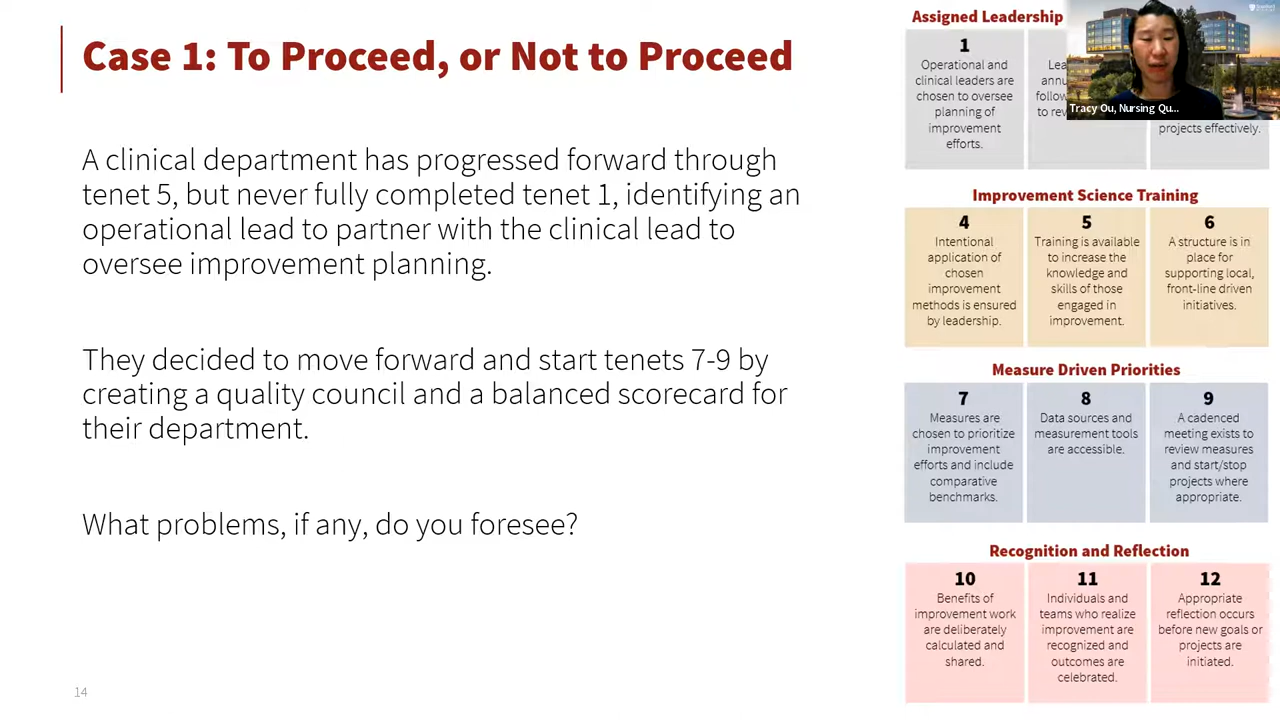 Case 1: To Proceed, or Not to Proceed
A clinical department has progressed forward through
tenet 5, but never fully completed tenet 1, identifying an
operational lead to partner with the clinical lead to
oversee improvement planning.
They decided to move forward and start tenets 7-9 by
creating a quality council and a balanced scorecard for
their department.
What problems, if any, do you foresee?
14
Assigned Leadership
1
Operational and
clinical leaders are
chosen to oversee
planning of
improvement
efforts.
projects effectively.
Tracy Ou, Nursing Qu...
Improvement Science Training
4
Intentional
application of
chosen
improvement
methods is ensured
by leadership.
5
Training is available
to increase the
knowledge and
skills of those
engaged in
improvement.
6
A structure is in
place for
supporting local,
front-line driven
initiatives.
Measure Driven Priorities
7
Measures are
chosen to prioritize
improvement
efforts and include
comparative
benchmarks.
8
Data sources and
measurement tools
are accessible.
9
A cadenced
meeting exists to
review measures
and start/stop
projects where
appropriate.
Recognition and Reflection
10
Benefits of
improvement work
are deliberately
calculated and
shared.
11
Individuals and
teams who realize
improvement are
recognized and
outcomes are
celebrated.
12
Appropriate
reflection occurs
before new goals or
projects are
initiated.